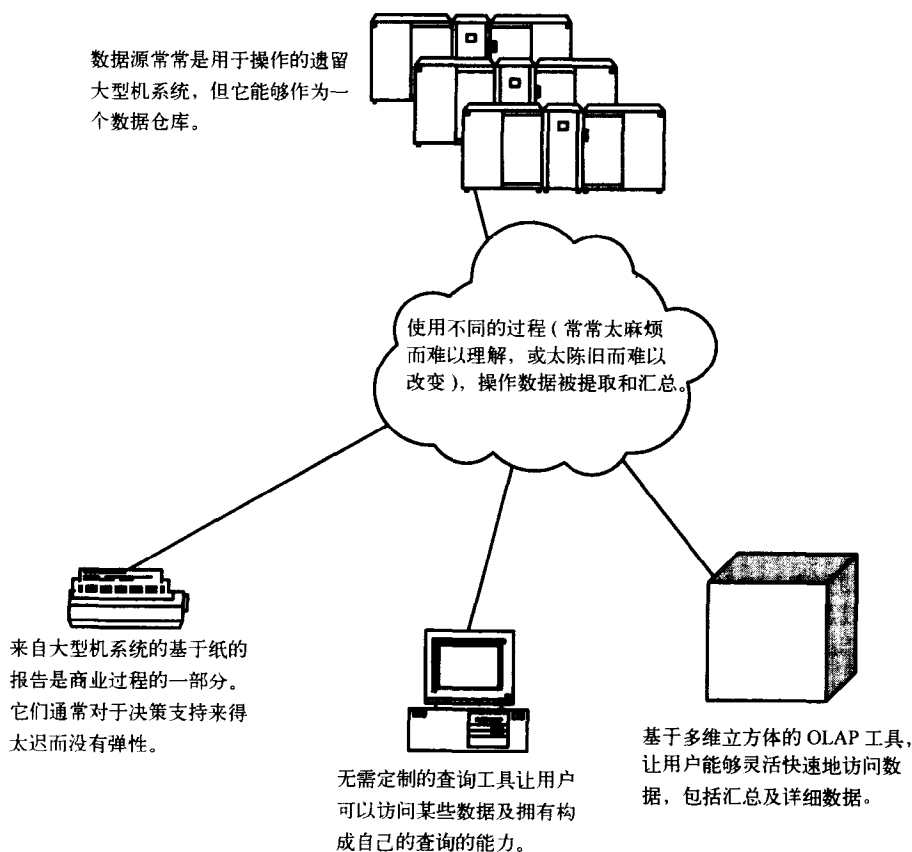 数据源常常是用于操作的遗留
大型机系统，但它能够作为一
个数据仓库。
使用不同的过程（常常太麻烦
而难以理解，或太陈旧而难以
改变），操作数据被提取和汇总。
来自大型机系统的基于纸的
报告是商业过程的一部分。
它们通常对于决策支持来得
太迟而没有弹性。
无需定制的查询工具让用户
可以访问某些数据及拥有构
成自己的查询的能力。
基于多维立方体的 OLAP 工具，
让用户能够灵活快速地访问数
据，包括汇总及详细数据。